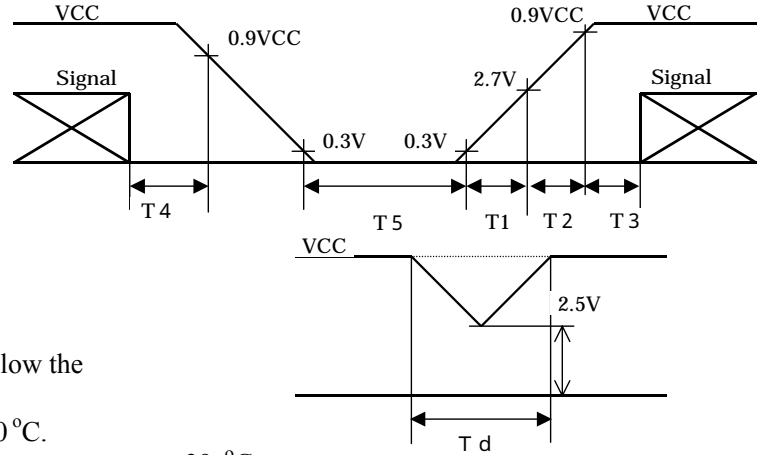 VCC
0.9VCC
VCC
0.9VCC
Signal
2.7V
Signal
0.3V
0.3V
T4
T5
T1
T2
T3
VCC
2.5V
low the
0 °C.
Td